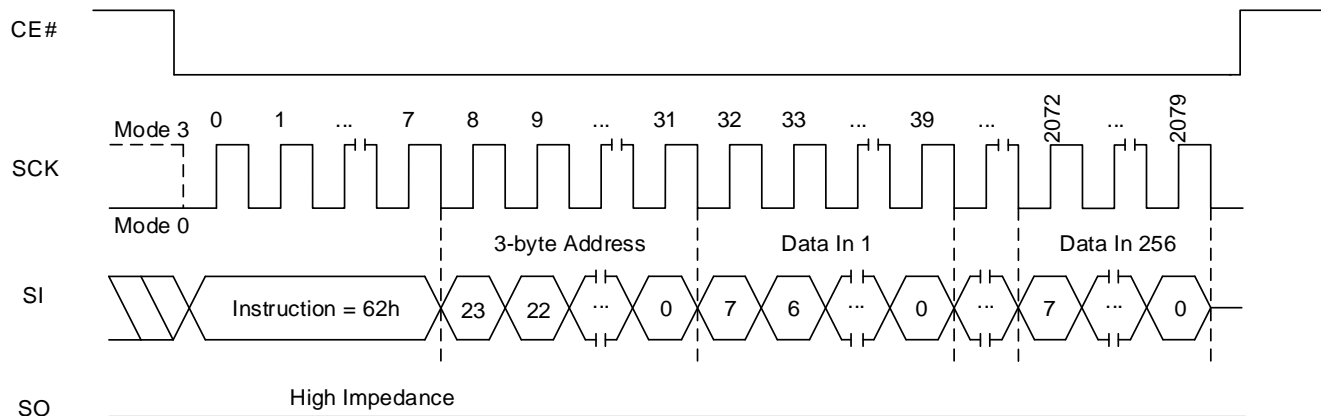 CE#
0 1 ... 7 8 9 ... 31 32 33 ... 39 ... 2072 ... 2079
Mode 3
SCK
Mode 0
3-byte Address Data In 1 Data In 256
SI Instruction = 62h 23 22 ... 0 7 6 ... 0 ... 7 ... 0
High Impedance
SO